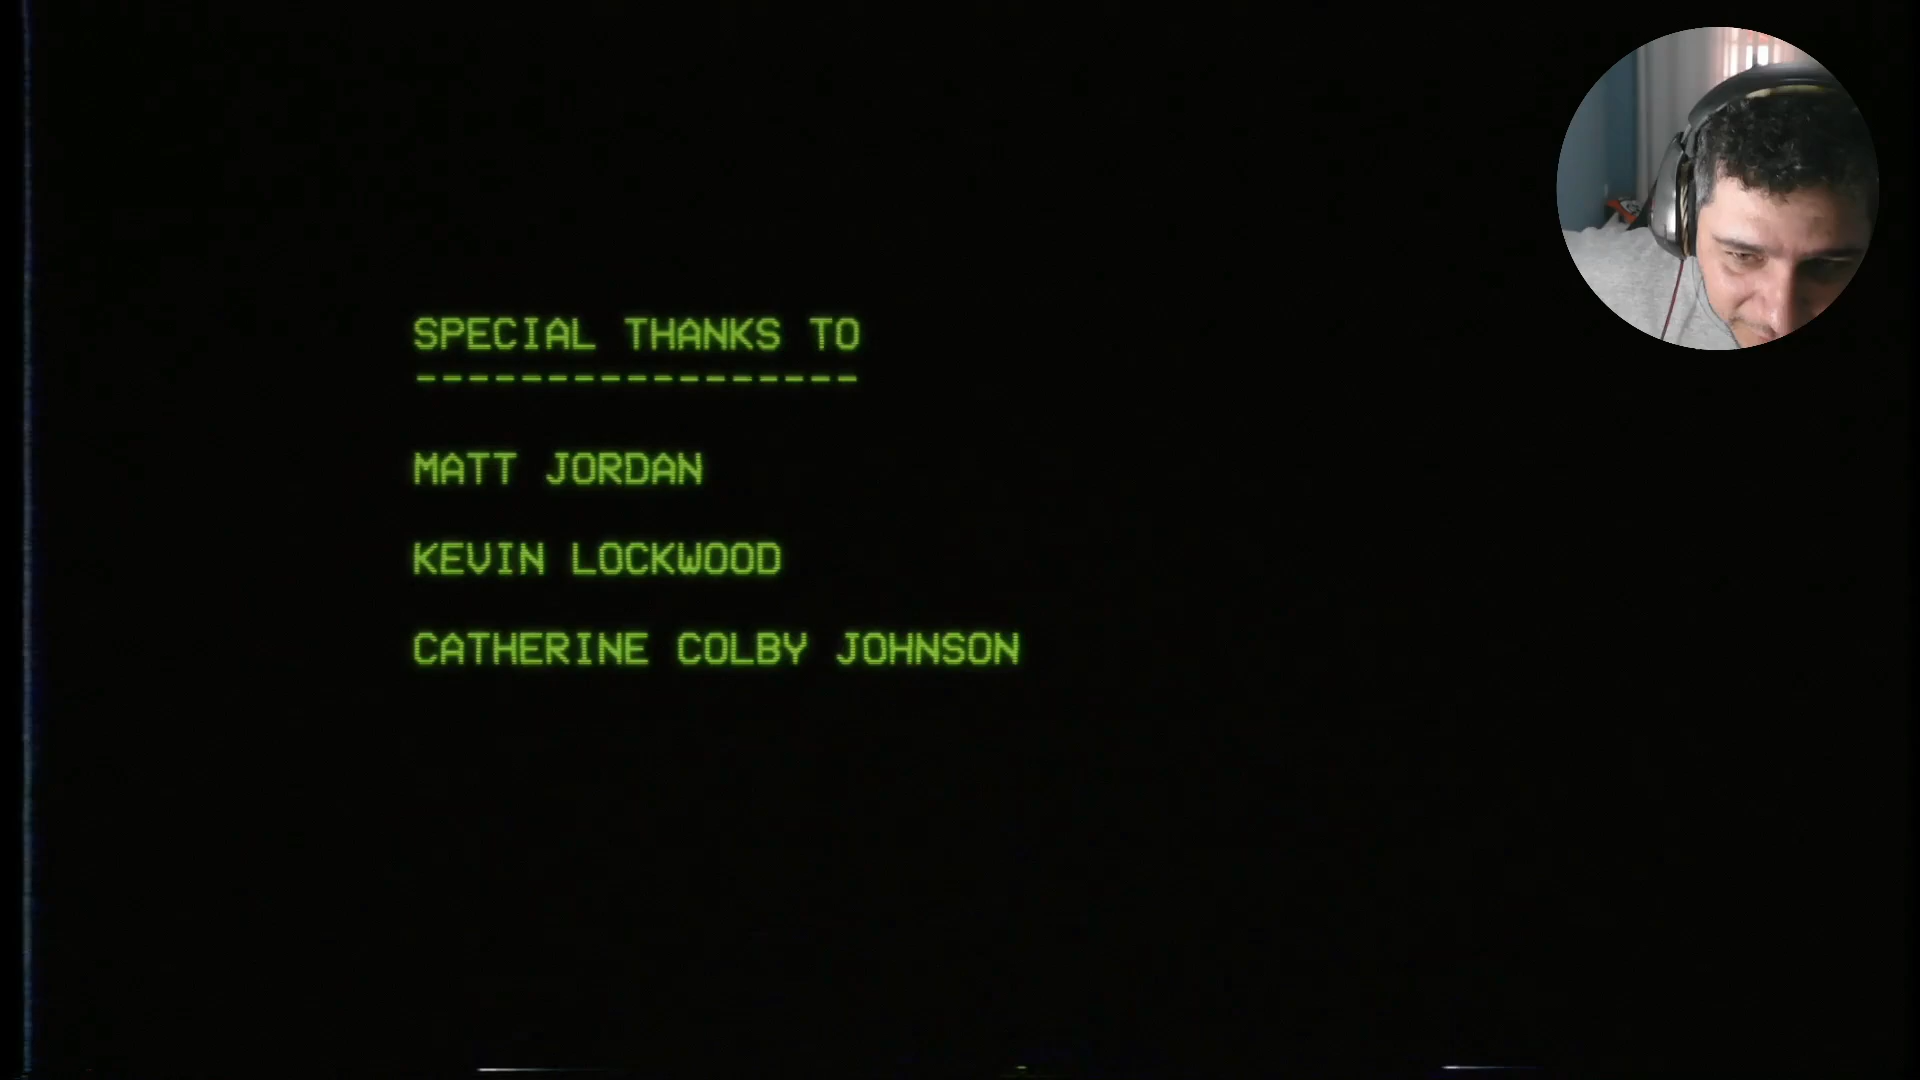 SPECIAL THANKS TO
-----------------
MATT JORDAN
KEVIN LOCKWOOD
CATHERINE COLBY JOHNSON